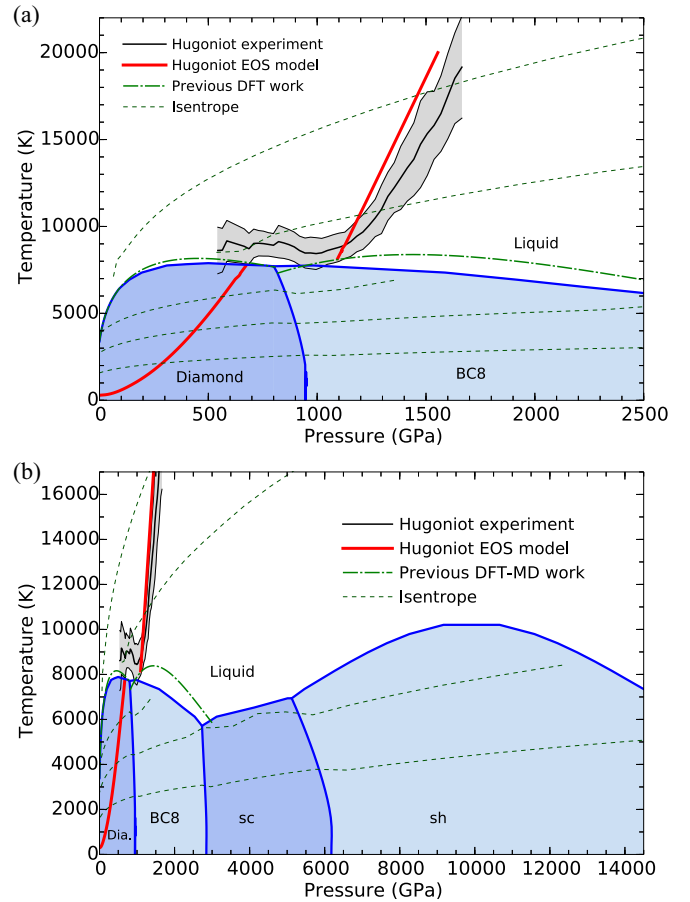 (a)
Hugoniot experiment
Hugoniot EOS model
Previous DFT work
Isentrope
20000
15000
10000
5000
0
Temperature (K)
Liquid
Diamond
BC8
0 500 1000 1500 2000 2500
Pressure (GPa)
(b)
Hugoniot experiment
Hugoniot EOS model
Previous DFT-MD work
Isentrope
16000
14000
12000
10000
8000
6000
4000
2000
0
Temperature (K)
Liquid
Dia.
BC8
sc
sh
0 2000 4000 6000 8000 10000 12000 14000
Pressure (GPa)